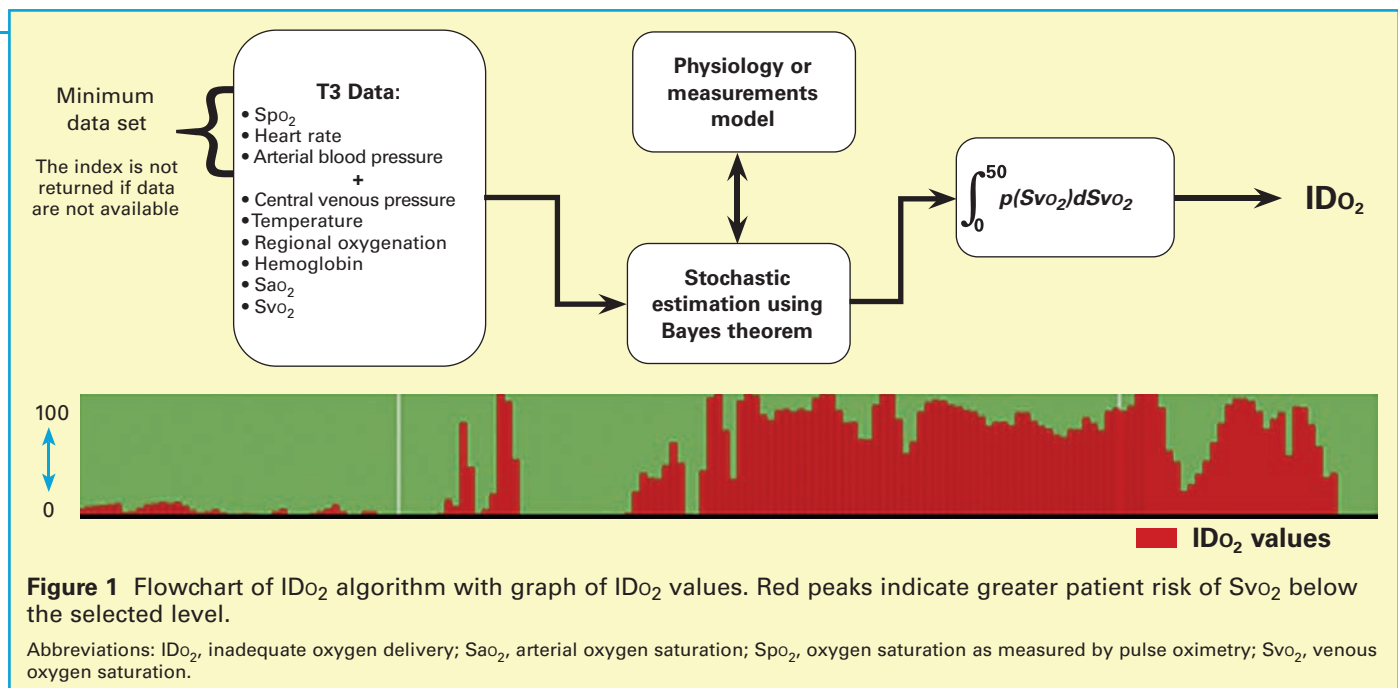 Minimum
data set
The index is not
returned if data
are not available
T3 Data:
• SpO₂
• Heart rate
• Arterial blood pressure
+
• Central venous pressure
• Temperature
• Regional oxygenation
• Hemoglobin
• SaO₂
• SvO₂
Physiology or
measurements
model
Stochastic
estimation using
Bayes theorem
∫₀⁵⁰ p(SvO₂)dSvO₂
IDO₂
100
0
IDO₂ values
Figure 1 Flowchart of IDO₂ algorithm with graph of IDO₂ values. Red peaks indicate greater patient risk of SvO₂ below
the selected level.
Abbreviations: IDO₂, inadequate oxygen delivery; SaO₂, arterial oxygen saturation; SpO₂, oxygen saturation as measured by pulse oximetry; SvO₂, venous
oxygen saturation.